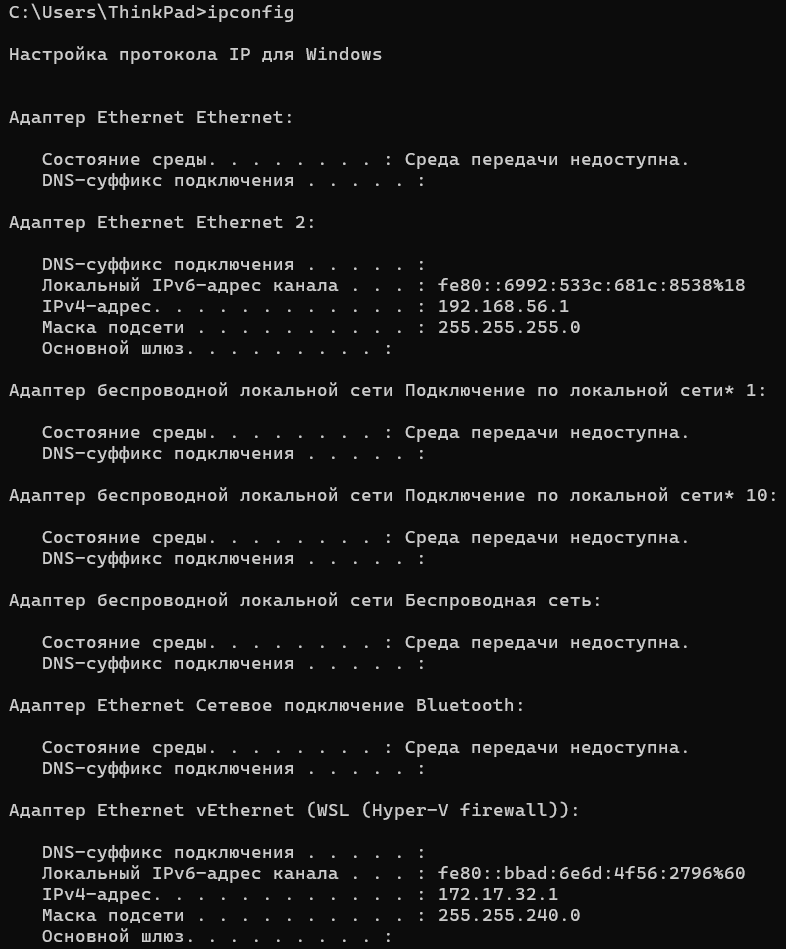 C:\Users\ThinkPad>ipconfig
Настройка протокола IP для Windows
Адаптер Ethernet Ethernet:
Состояние среды. . . . . . . . : Среда передачи недоступна.
DNS-суффикс подключения . . . . . :
Адаптер Ethernet Ethernet 2:
DNS-суффикс подключения . . . . . :
Локальный IPv6-адрес канала . . . : fe80::6992:533c:681c:8538%18
IPv4-адрес. . . . . . . . . . . . : 192.168.56.1
Маска подсети . . . . . . . . . . : 255.255.255.0
Основной шлюз. . . . . . . . . :
Адаптер беспроводной локальной сети Подключение по локальной сети* 1:
Состояние среды. . . . . . . . : Среда передачи недоступна.
DNS-суффикс подключения . . . . . :
Адаптер беспроводной локальной сети Подключение по локальной сети* 10:
Состояние среды. . . . . . . . : Среда передачи недоступна.
DNS-суффикс подключения . . . . . :
Адаптер беспроводной локальной сети Беспроводная сеть:
Состояние среды. . . . . . . . : Среда передачи недоступна.
DNS-суффикс подключения . . . . . :
Адаптер Ethernet Сетевое подключение Bluetooth:
Состояние среды. . . . . . . . : Среда передачи недоступна.
DNS-суффикс подключения . . . . . :
Адаптер Ethernet vEthernet (WSL (Hyper-V firewall)):
DNS-суффикс подключения . . . . . :
Локальный IPv6-адрес канала . . . : fe80::bbad:6e6d:4f56:2796%60
IPv4-адрес. . . . . . . . . . . . : 172.17.32.1
Маска подсети . . . . . . . . . . : 255.255.240.0
Основной шлюз. . . . . . . . . :